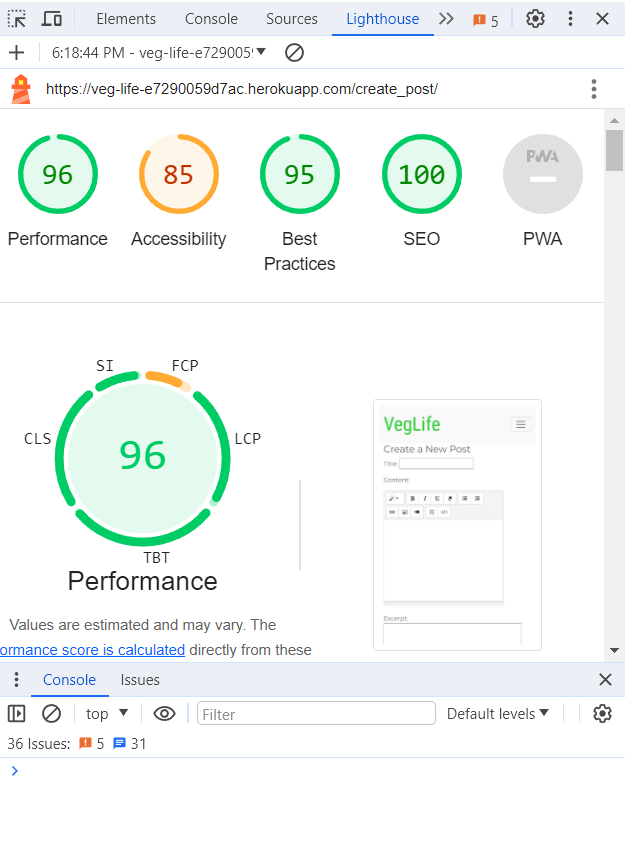 Elements Console Sources Lighthouse 5
6:18:44 PM - veg-life-e7290059
https://veg-life-e7290059d7ac.herokuapp.com/create_post/
96 85 95 100 PWA
Performance Accessibility Best Practices SEO PWA
SI FCP
CLS LCP
96
TBT
Performance
Values are estimated and may vary. The
ormance score is calculated directly from these
VegLife
Create a New Post
Title:
Content:
B I U
Excerpt:
Console Issues
top Filter Default levels
36 Issues: 5 31